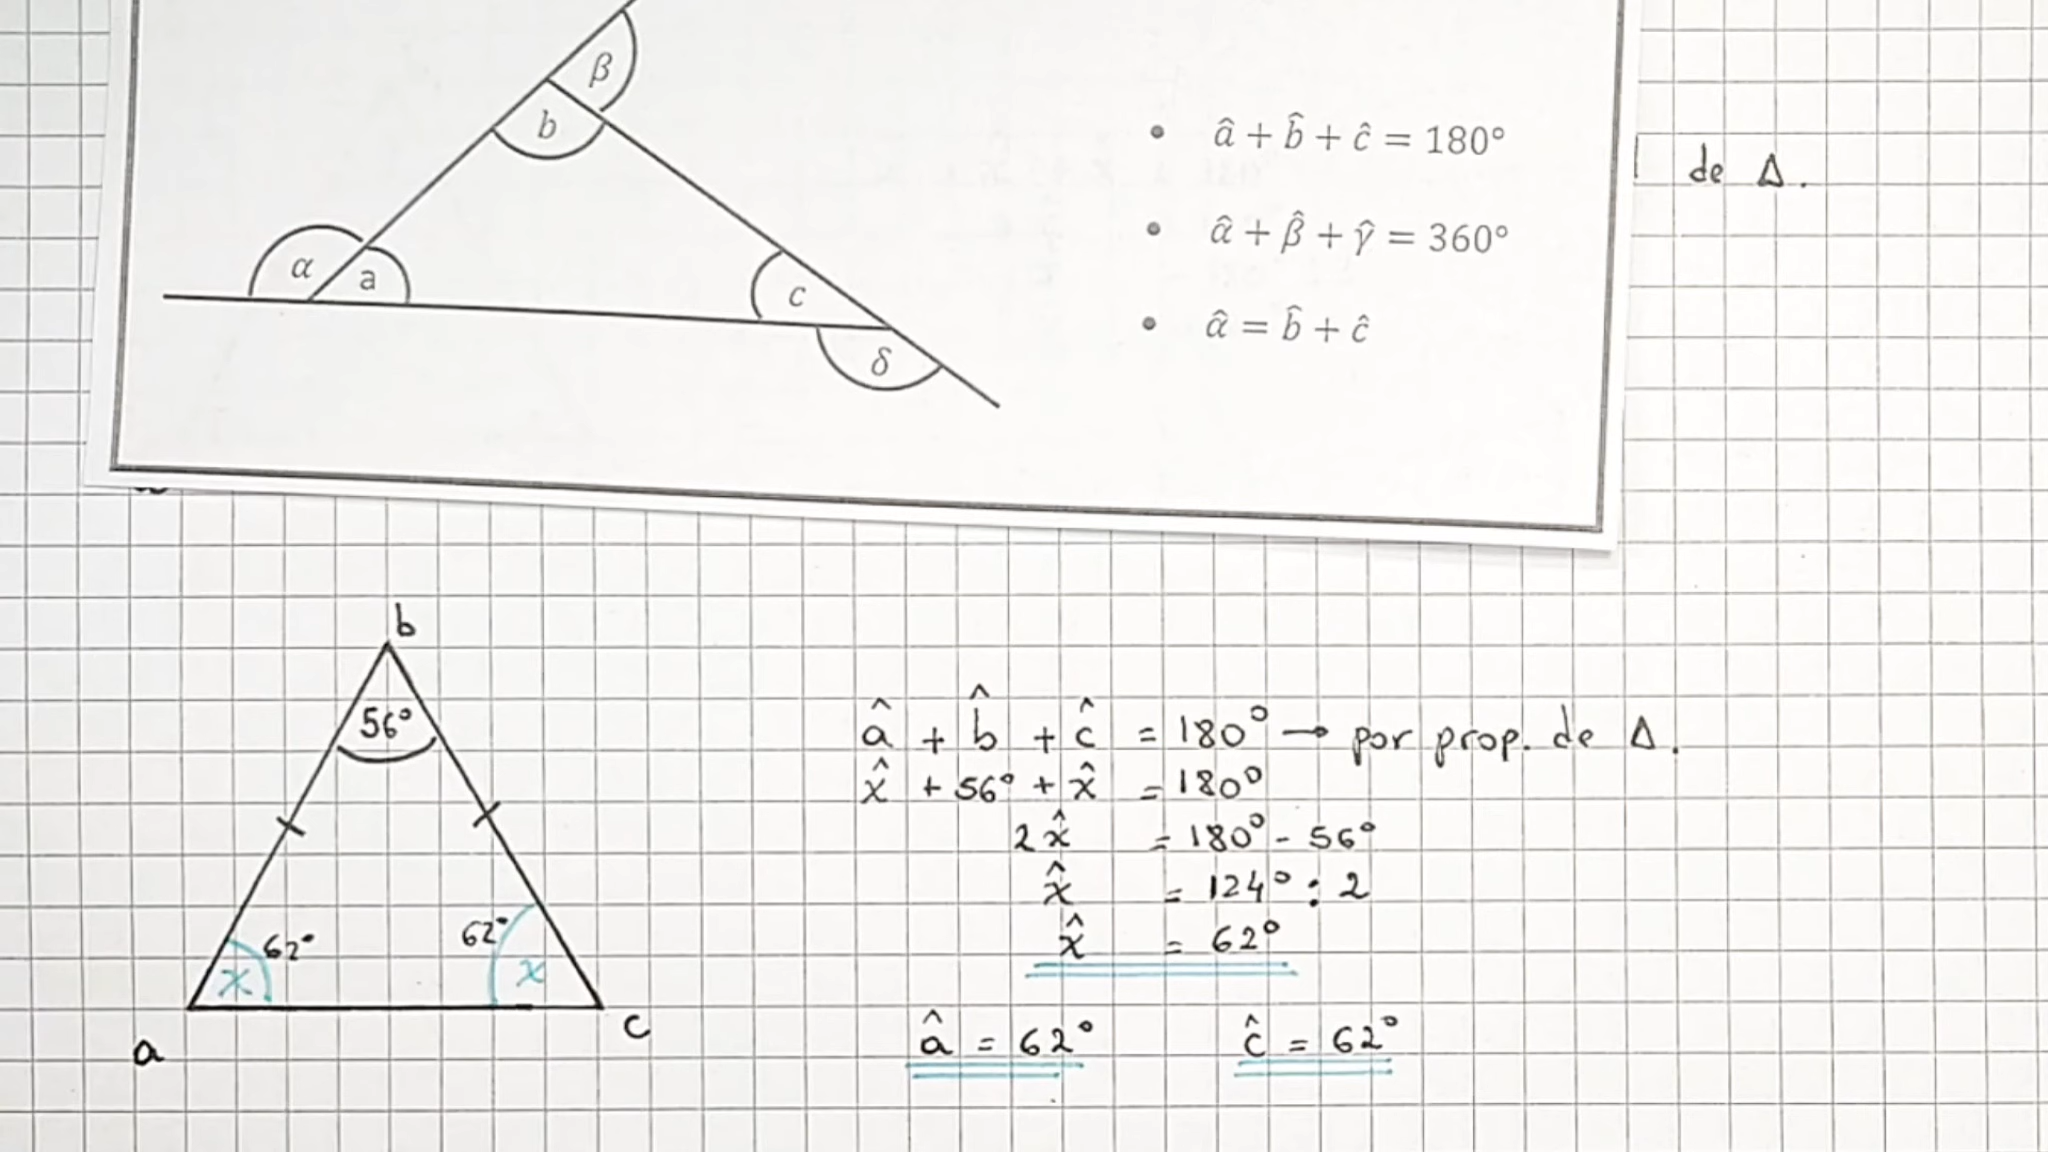 β
b
α
a
c
δ
• â + b̂ + ĉ = 180°
• α̂ + β̂ + γ̂ = 360°
• α̂ = b̂ + ĉ
de Δ.
b
56°
62°
x
62°
x
a
c
â + b̂ + ĉ = 180° → por prop. de Δ.
x̂ + 56° + x̂ = 180°
2x̂ = 180° - 56°
x̂ = 124° : 2
x̂ = 62°
â = 62°
ĉ = 62°